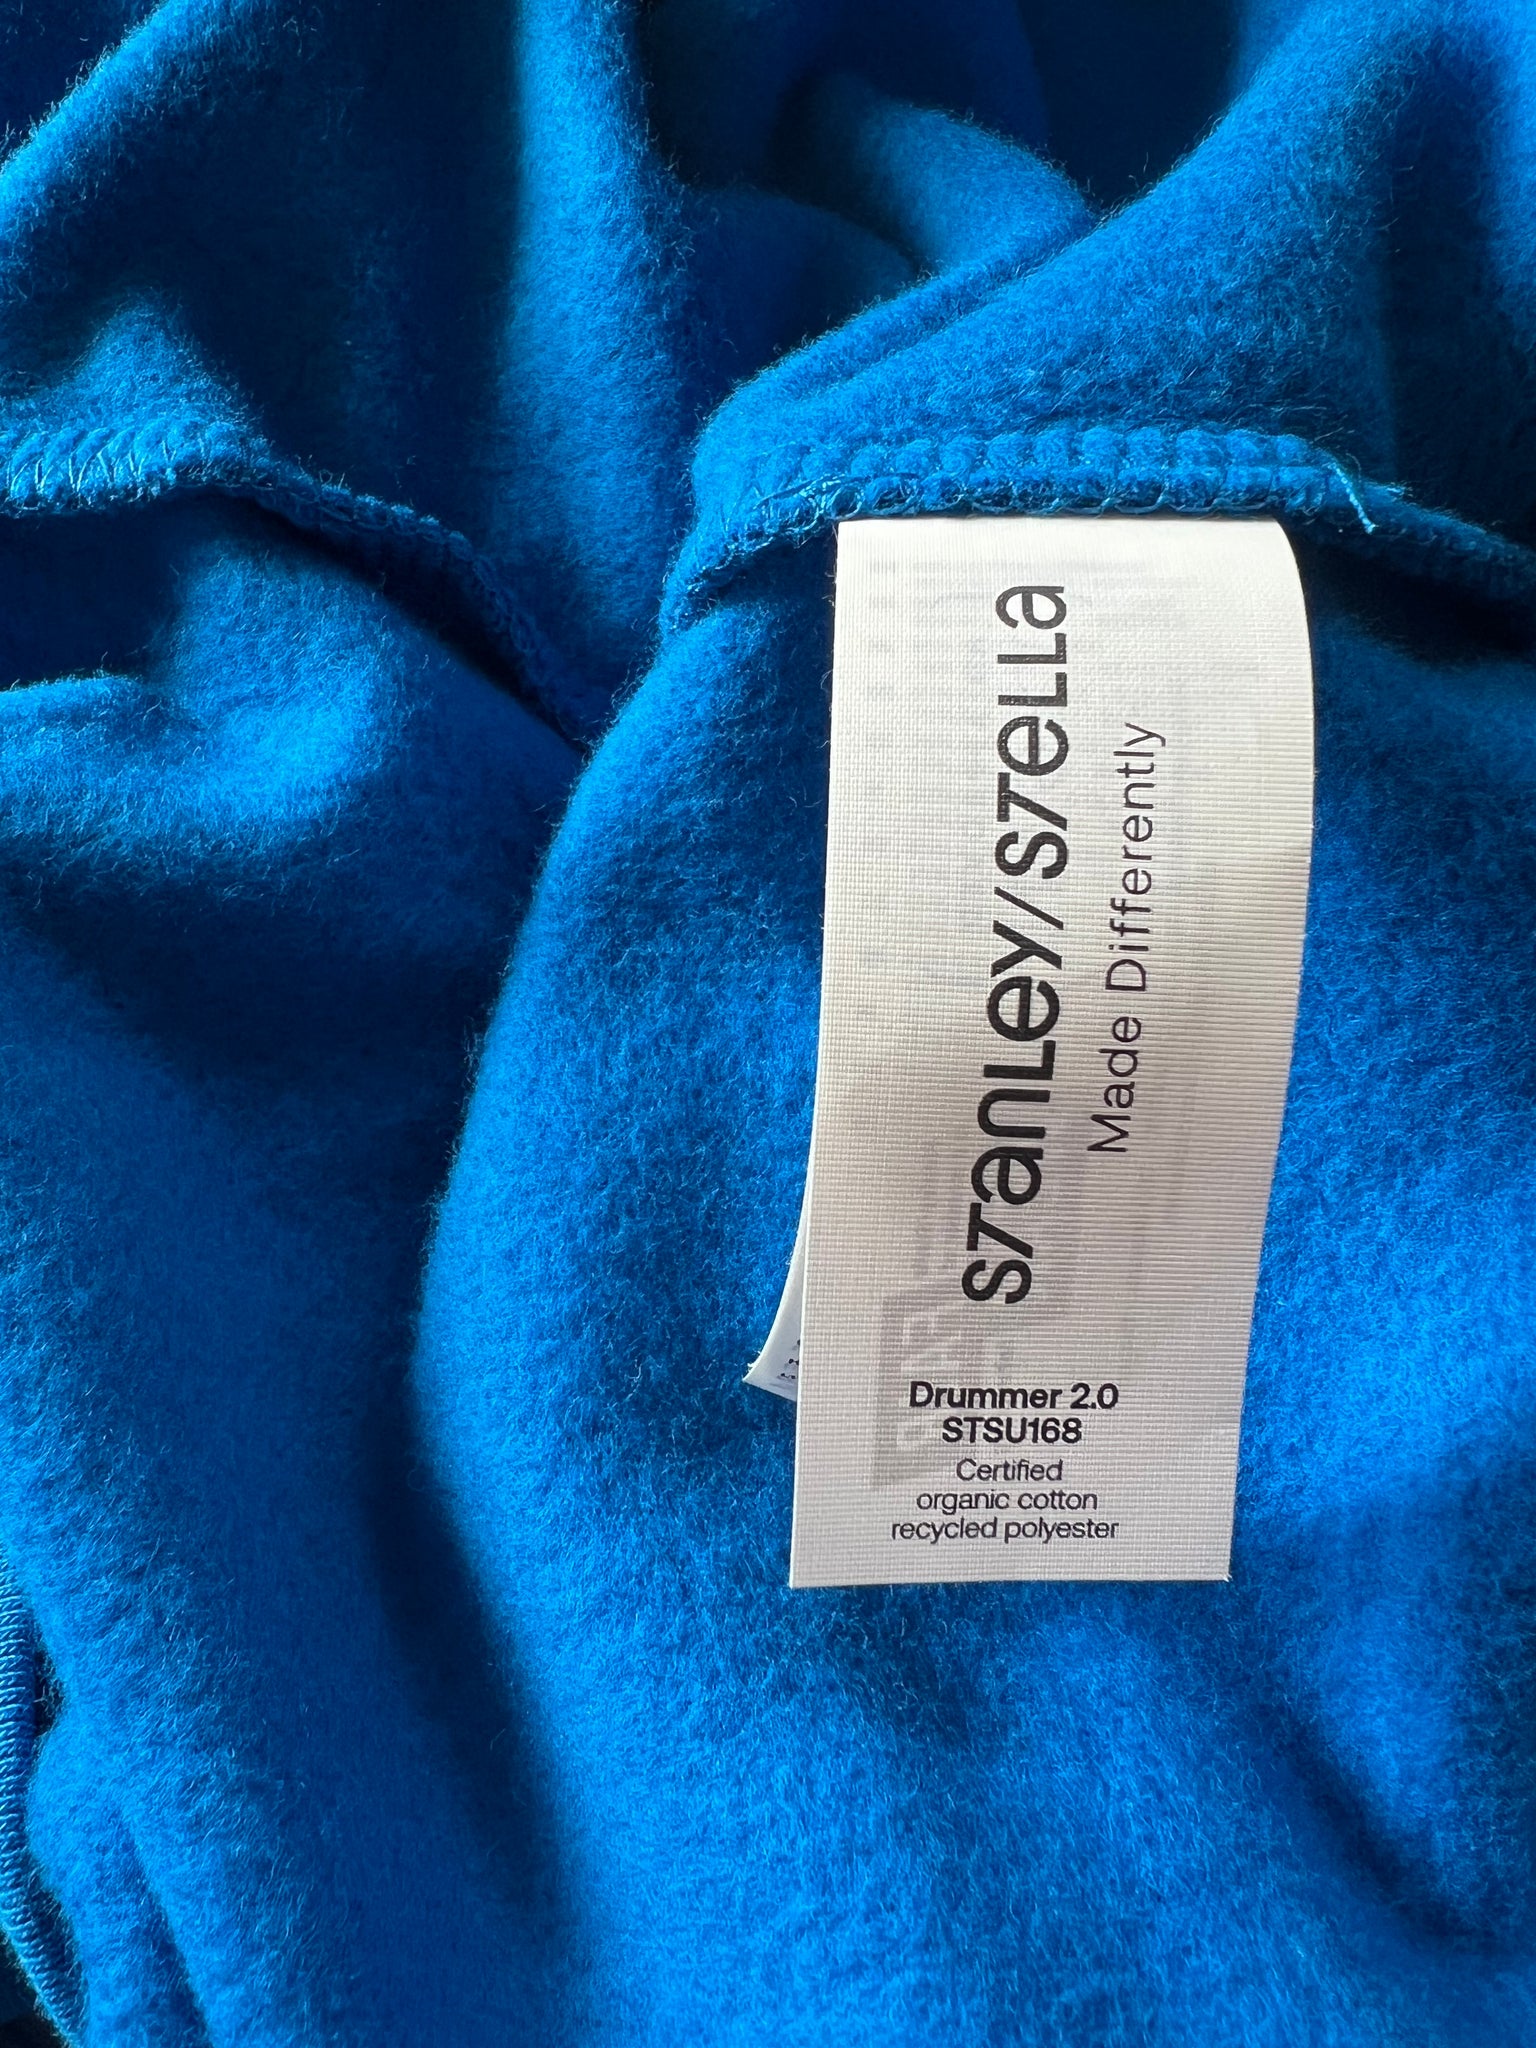 STANLEY/STELLA
Made Differently
Drummer 2.0
STSU168
Certified
organic cotton
recycled polyester